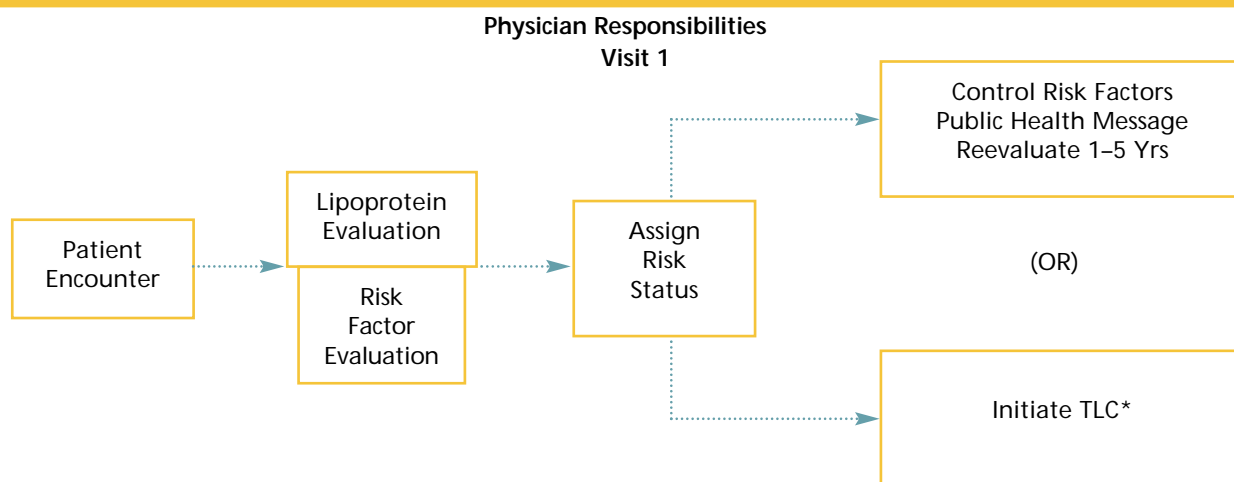 Physician Responsibilities
Visit 1
Patient
Encounter
Lipoprotein
Evaluation
Risk
Factor
Evaluation
Assign
Risk
Status
Control Risk Factors
Public Health Message
Reevaluate 1–5 Yrs
(OR)
Initiate TLC*